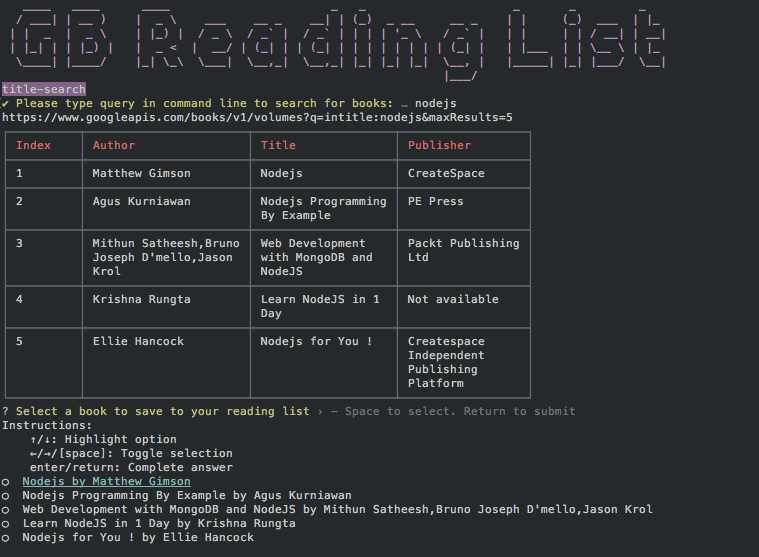 GB Reading List
title-search
✔ Please type query in command line to search for books: … nodejs
https://www.googleapis.com/books/v1/volumes?q=intitle:nodejs&maxResults=5
Index Author Title Publisher
1 Matthew Gimson Nodejs CreateSpace
2 Agus Kurniawan Nodejs Programming PE Press
By Example
3 Mithun Satheesh,Bruno Web Development Packt Publishing
Joseph D'mello,Jason with MongoDB and Ltd
Krol NodeJS
4 Krishna Rungta Learn NodeJS in 1 Not available
Day
5 Ellie Hancock Nodejs for You ! Createspace
Independent
Publishing
Platform
? Select a book to save to your reading list › – Space to select. Return to submit
Instructions:
↑/↓: Highlight option
←/→/[space]: Toggle selection
enter/return: Complete answer
○ Nodejs by Matthew Gimson
○ Nodejs Programming By Example by Agus Kurniawan
○ Web Development with MongoDB and NodeJS by Mithun Satheesh,Bruno Joseph D'mello,Jason Krol
○ Learn NodeJS in 1 Day by Krishna Rungta
○ Nodejs for You ! by Ellie Hancock